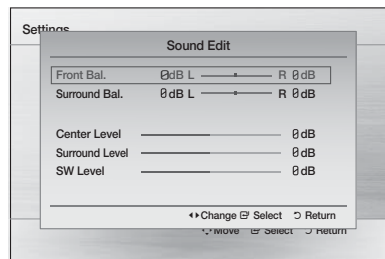 Settings
Sound Edit
Front Bal. 0dB L R 0dB
Surround Bal. 0dB L R 0dB
Center Level 0dB
Surround Level 0dB
SW Level 0dB
Change Select Return
Move Select Return